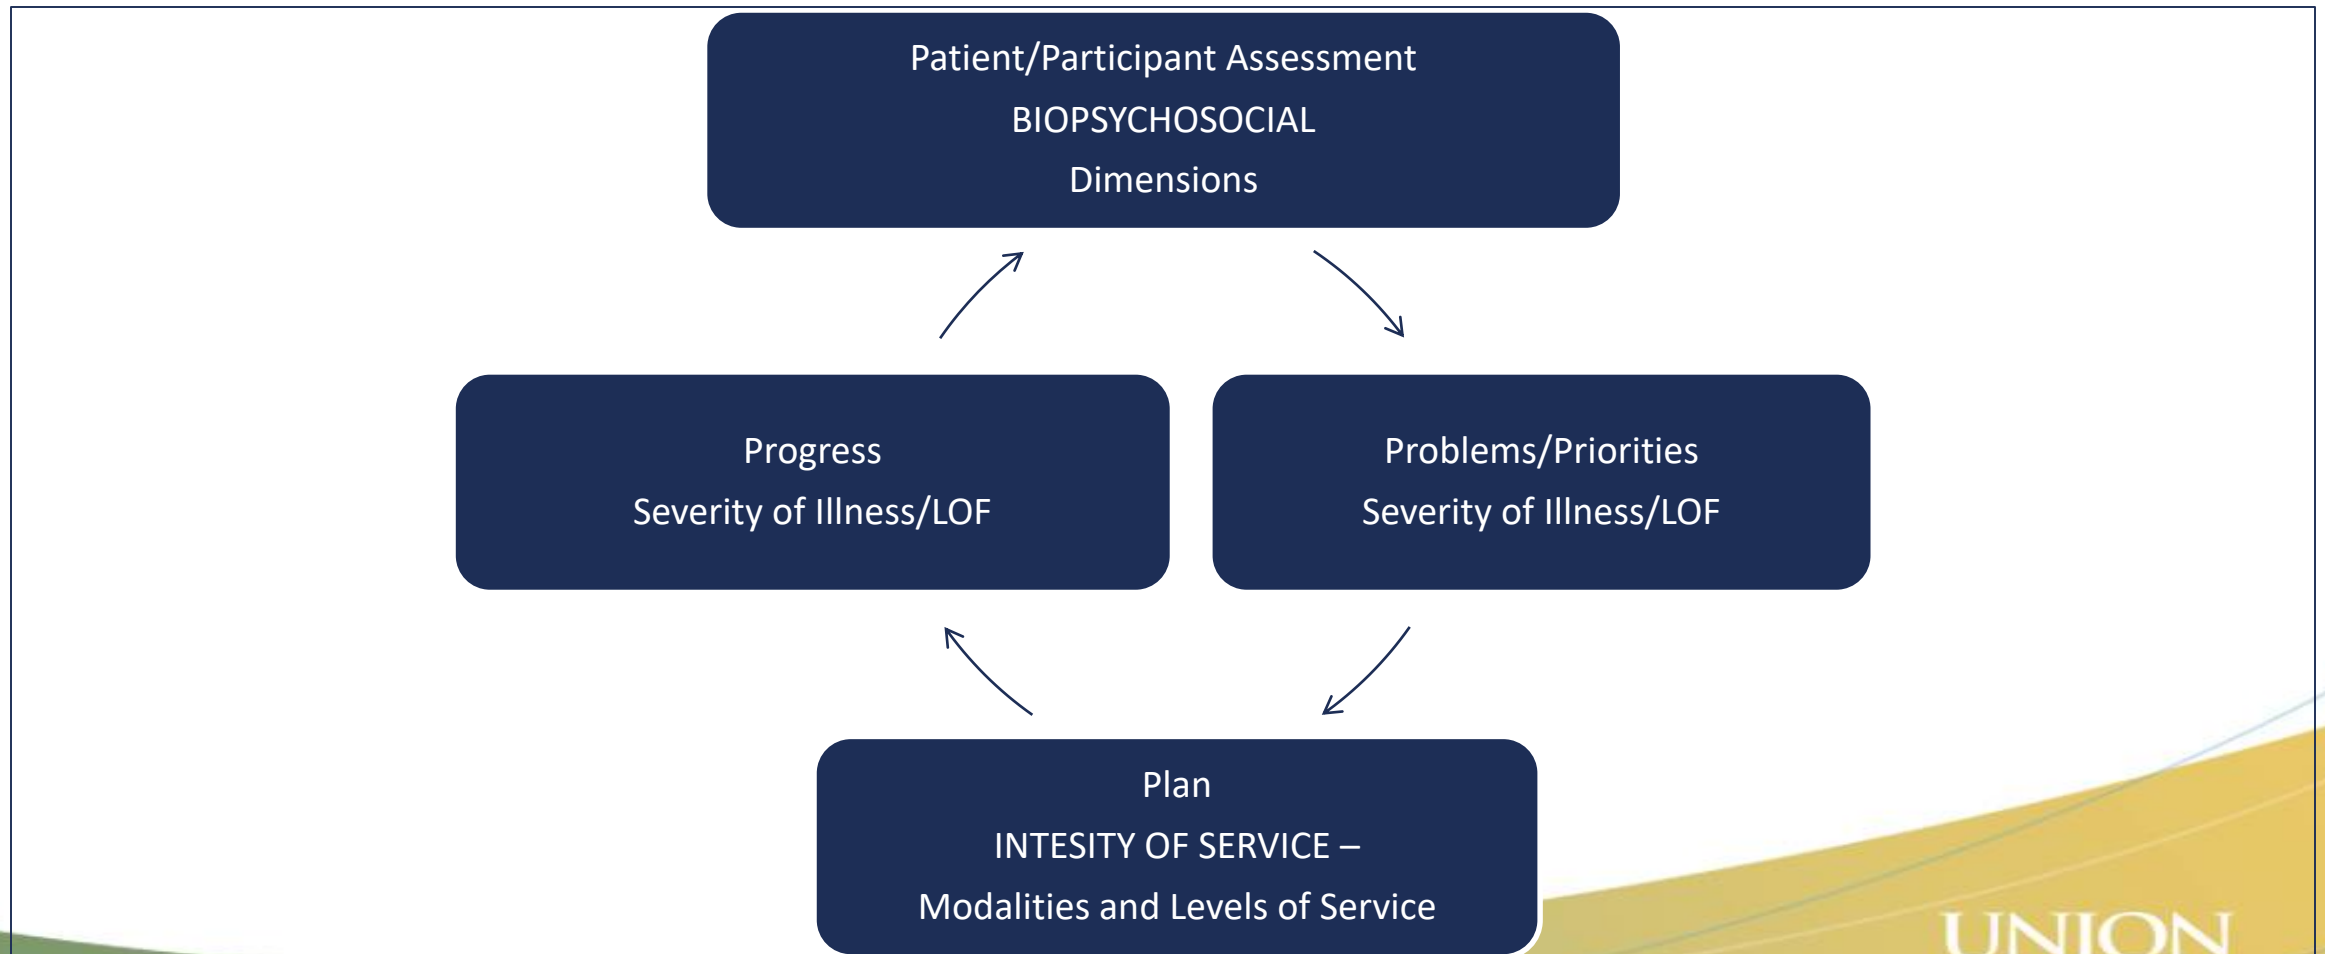 Patient/Participant Assessment
BIOPSYCHOSOCIAL
Dimensions
Progress
Severity of Illness/LOF
Problems/Priorities
Severity of Illness/LOF
Plan
INTESITY OF SERVICE –
Modalities and Levels of Service
UNION